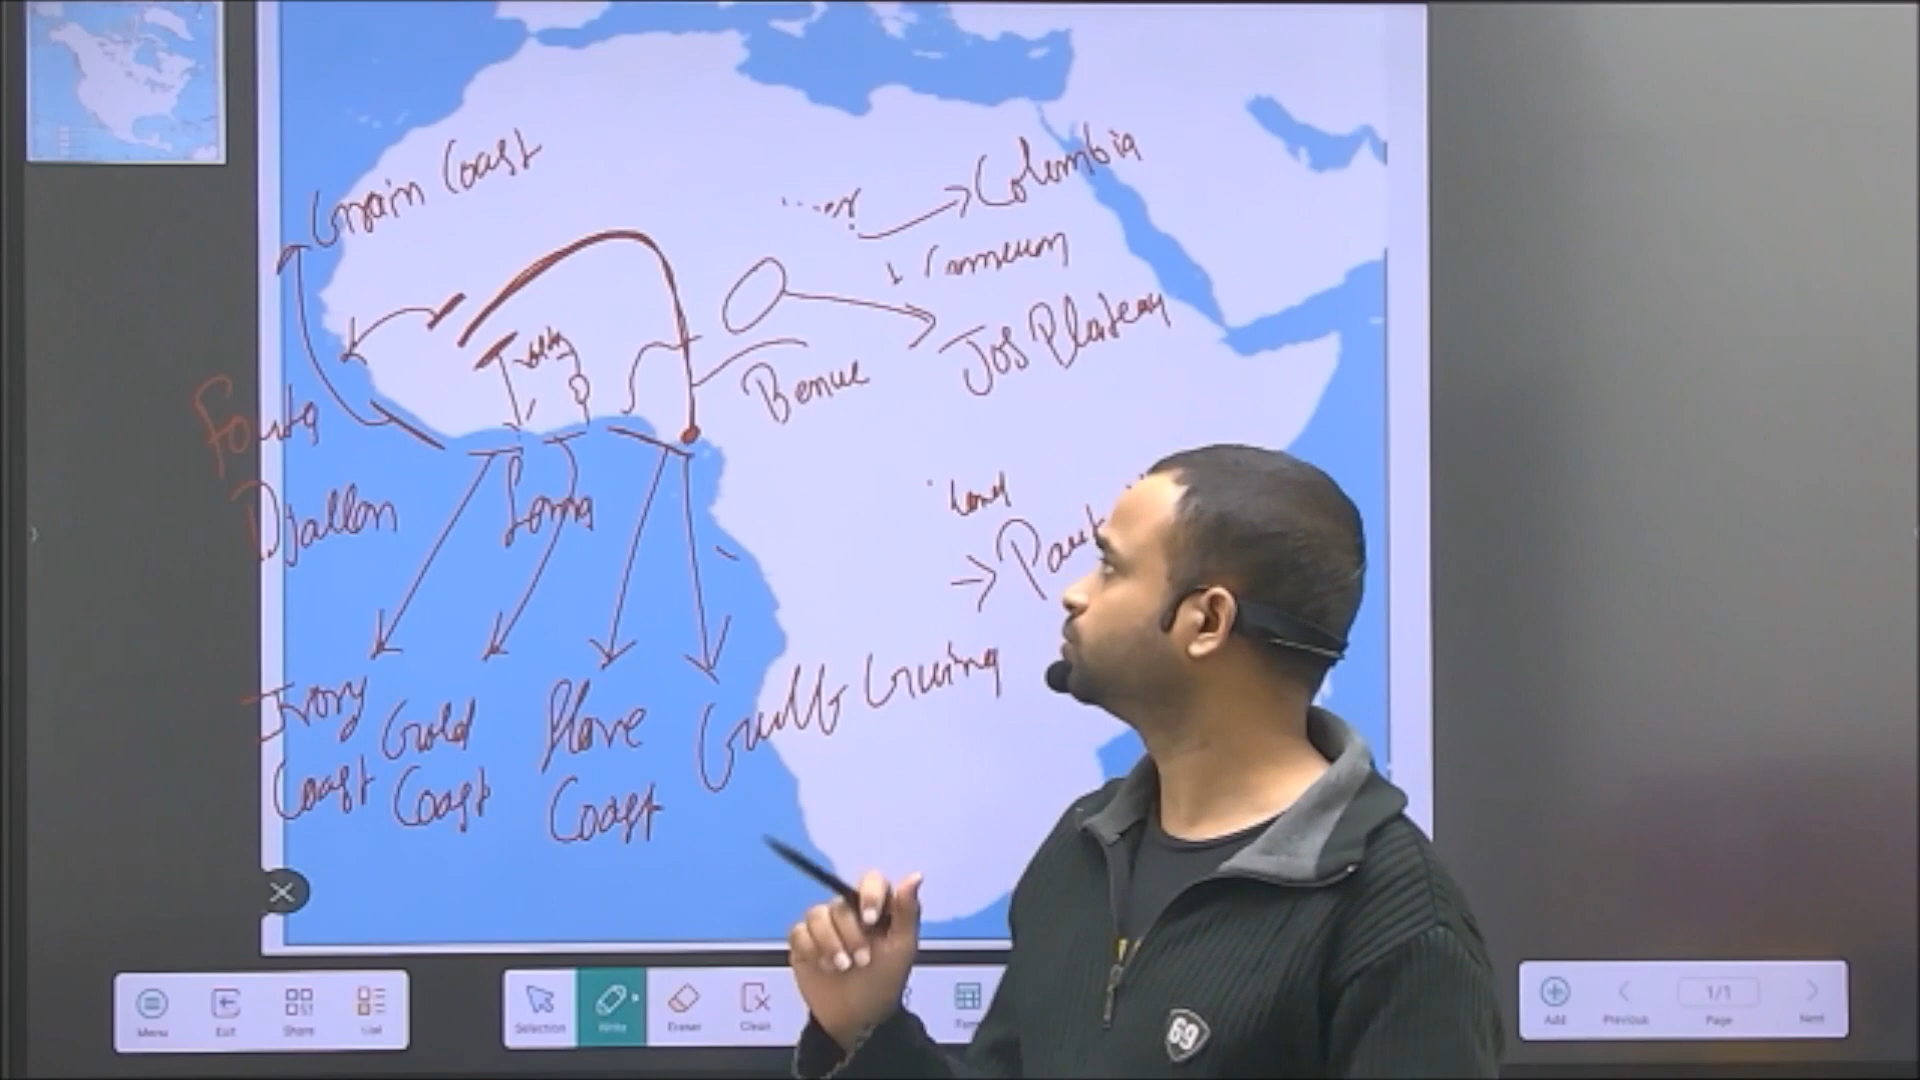 Grain Coast
Columbia
Jos Plateau
Benue
Fouta
Djallon
Ivory
Coast
Gold
Coast
Slave
Coast
Gulf Guinea
Menu
Exit
Share
List
Selection
Write
Eraser
Clean
69
Add
Previous
1/1
Page
Next